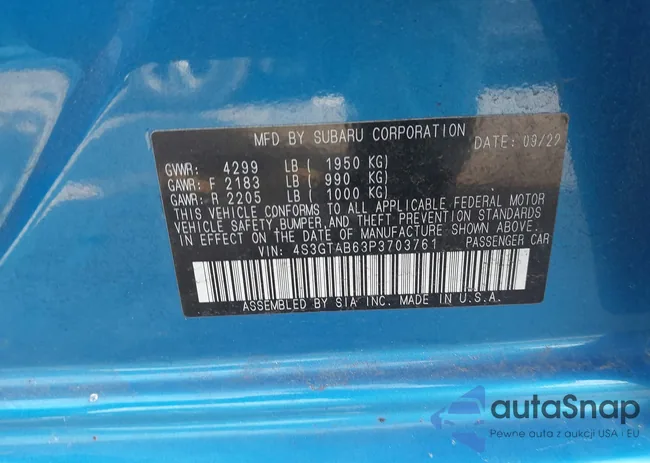 MFD BY SUBARU CORPORATION DATE: 09/22
GVWR: 4299 LB ( 1950 KG)
GAWR: F 2183 LB ( 990 KG)
GAWR: R 2205 LB ( 1000 KG)
THIS VEHICLE CONFORMS TO ALL APPLICABLE FEDERAL MOTOR
VEHICLE SAFETY, BUMPER, AND THEFT PREVENTION STANDARDS
IN EFFECT ON THE DATE OF MANUFACTURE SHOWN ABOVE.
VIN: 4S3GTAB63P3703761 PASSENGER CAR
ASSEMBLED BY SIA INC. MADE IN U.S.A.
autaSnap
Pewne auta z aukcji USA i EU